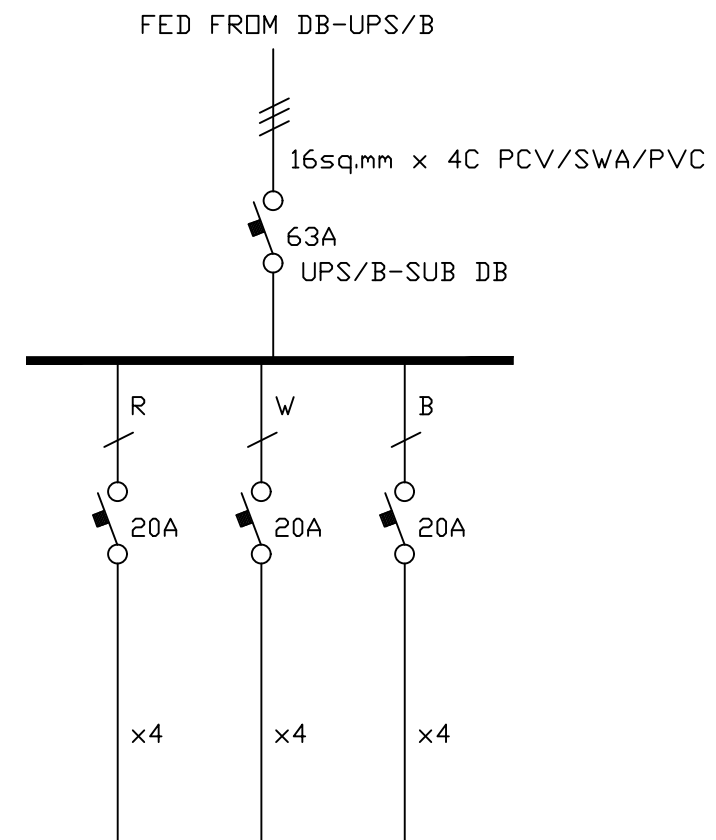 FED FROM DB-UPS/B
16sq.mm x 4C PCV/SWA/PVC
63A
UPS/B-SUB DB
R W B
20A 20A 20A
x4 x4 x4